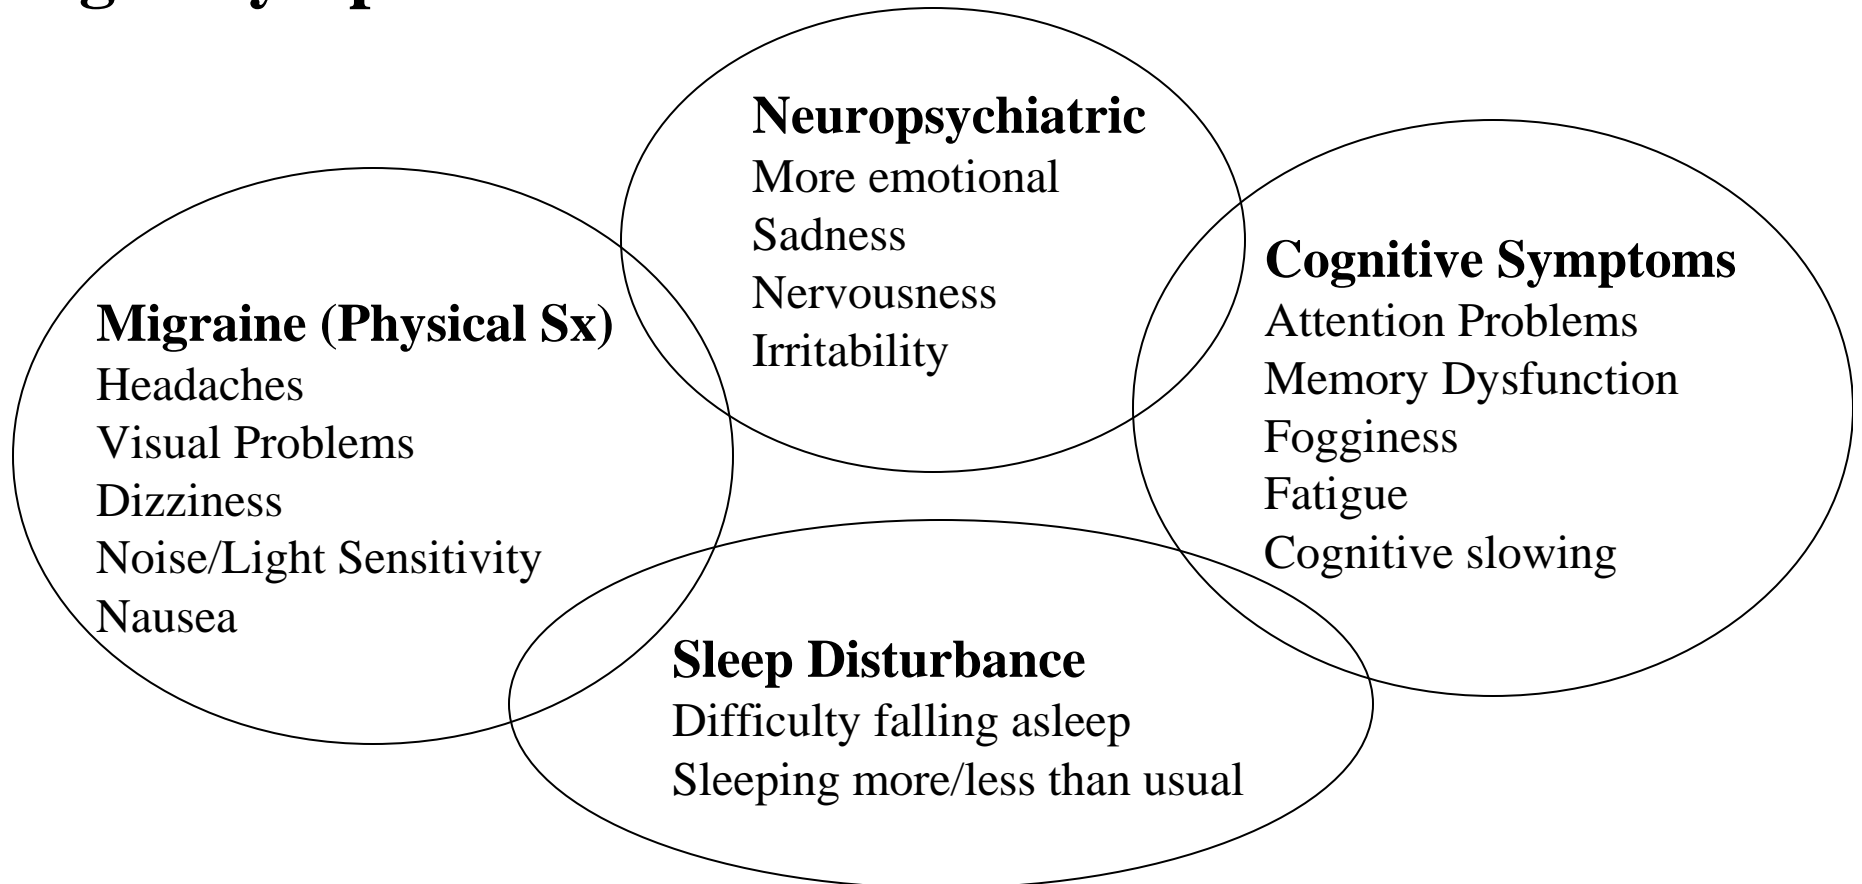 Neuropsychiatric
More emotional
Sadness
Nervousness
Irritability
Cognitive Symptoms
Attention Problems
Memory Dysfunction
Fogginess
Fatigue
Cognitive slowing
Migraine (Physical Sx)
Headaches
Visual Problems
Dizziness
Noise/Light Sensitivity
Nausea
Sleep Disturbance
Difficulty falling asleep
Sleeping more/less than usual